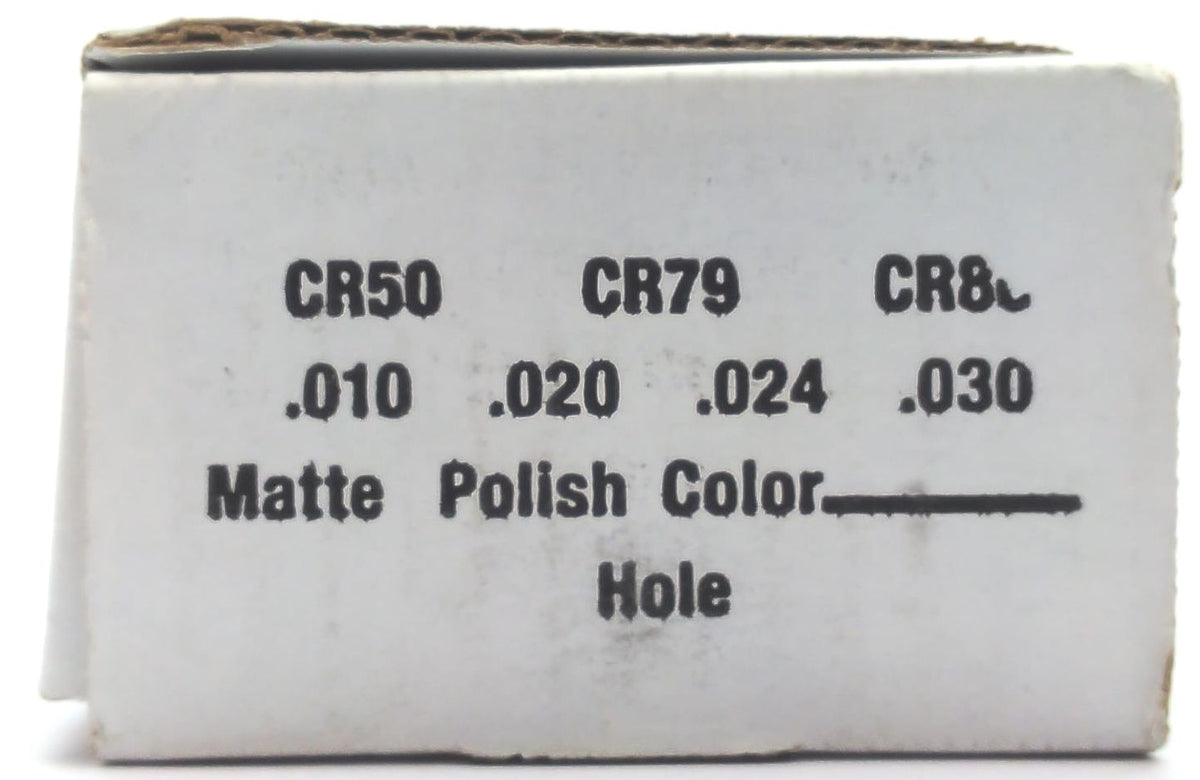 CR50 CR79
.010 .020 .024 .030
Matte Polish Color
Hole